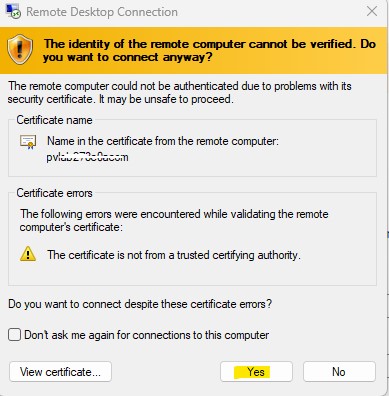 Remote Desktop Connection
The identity of the remote computer cannot be verified. Do
you want to connect anyway?
The remote computer could not be authenticated due to problems with its
security certificate. It may be unsafe to proceed.
Certificate name
Name in the certificate from the remote computer:
Certificate errors
The following errors were encountered while validating the remote
computer's certificate:
The certificate is not from a trusted certifying authority.
Do you want to connect despite these certificate errors?
Don't ask me again for connections to this computer
View certificate...
Yes
No